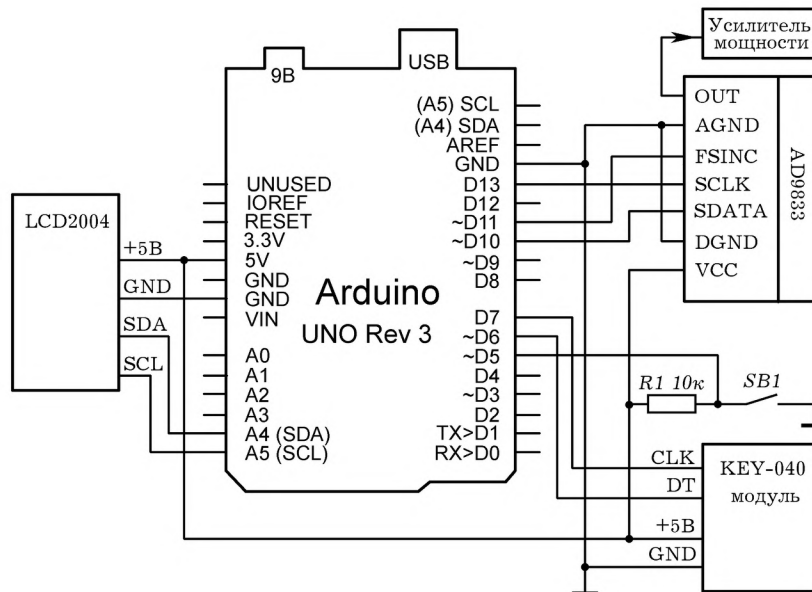 Усилитель
мощности
9В
USB
(A5) SCL
(A4) SDA
AREF
GND
D13
D12
~D11
~D10
~D9
D8
D7
~D6
~D5
D4
~D3
D2
TX>D1
RX>D0
UNUSED
IOREF
RESET
3.3V
5V
GND
GND
VIN
A0
A1
A2
A3
A4 (SDA)
A5 (SCL)
Arduino
UNO Rev 3
LCD2004
+5В
GND
SDA
SCL
OUT
AGND
FSINC
SCLK
SDATA
DGND
VCC
AD9833
R1 10к
SB1
CLK
DT
+5В
GND
KEY-040
модуль